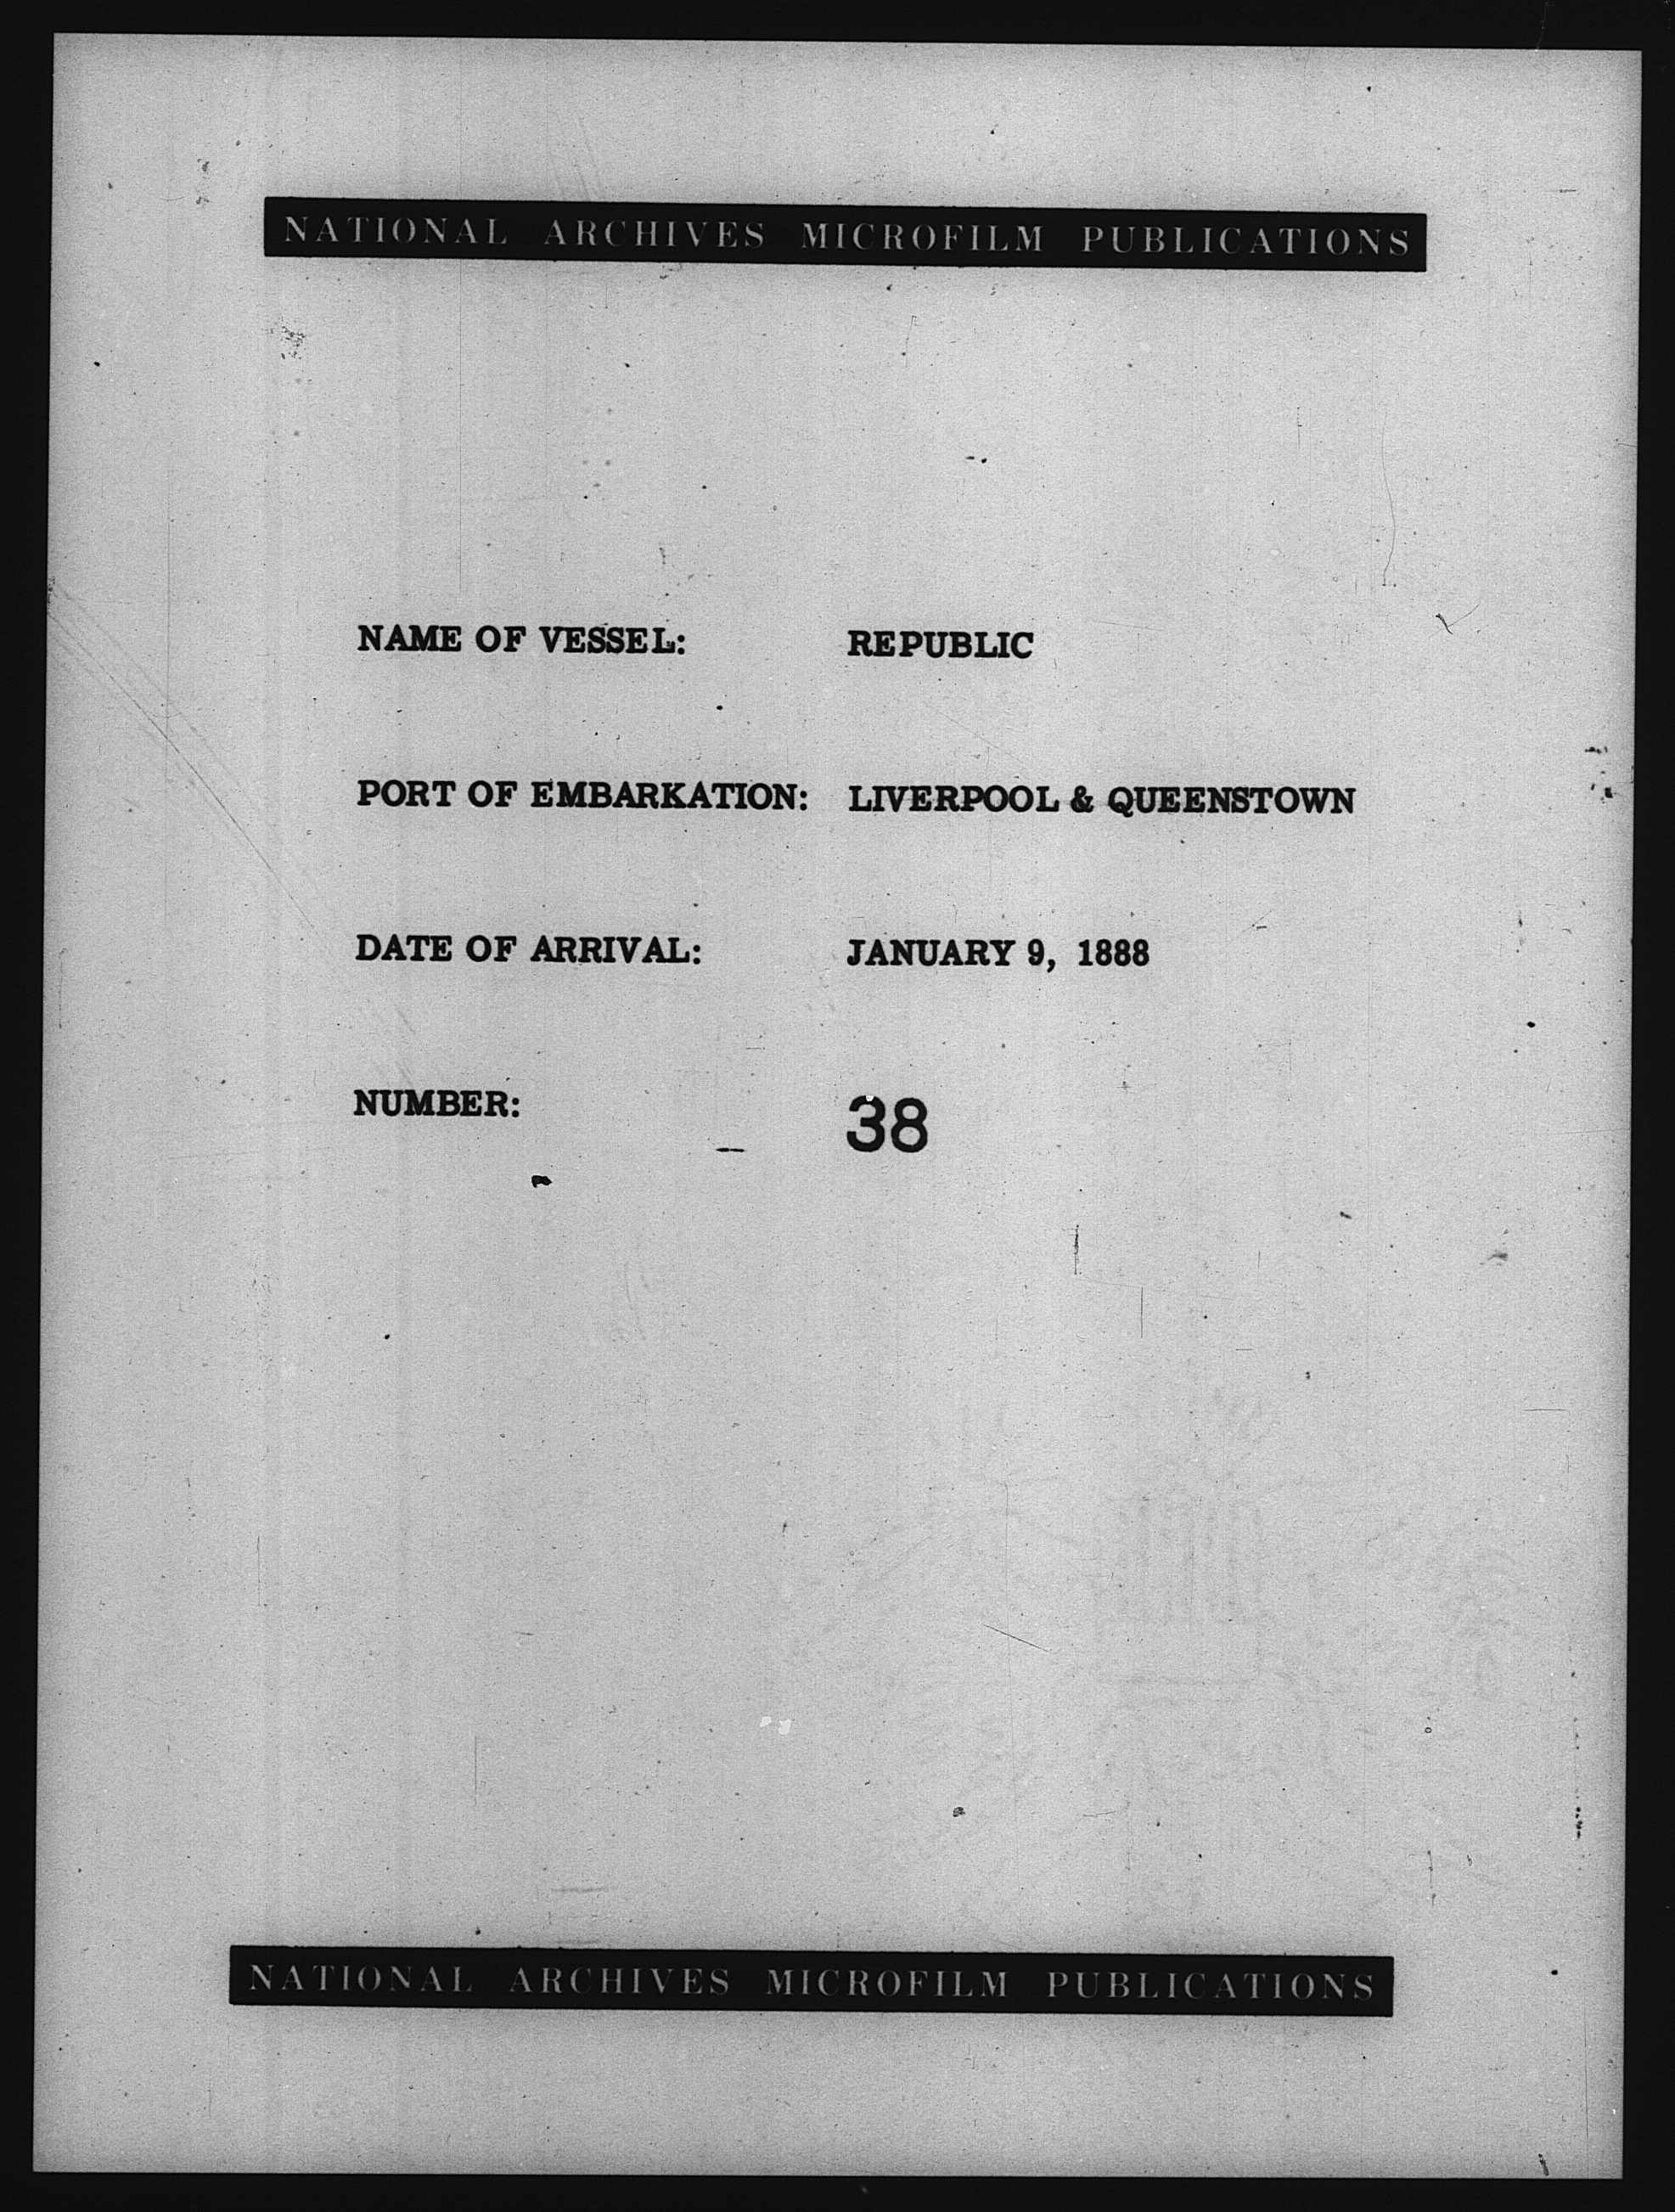 NATIONAL ARCHIVES MICROFILM PUBLICATIONS
NAME OF VESSEL: REPUBLIC
PORT OF EMBARKATION: LIVERPOOL & QUEENSTOWN
DATE OF ARRIVAL: JANUARY 9, 1888
NUMBER: 38
NATIONAL ARCHIVES MICROFILM PUBLICATIONS